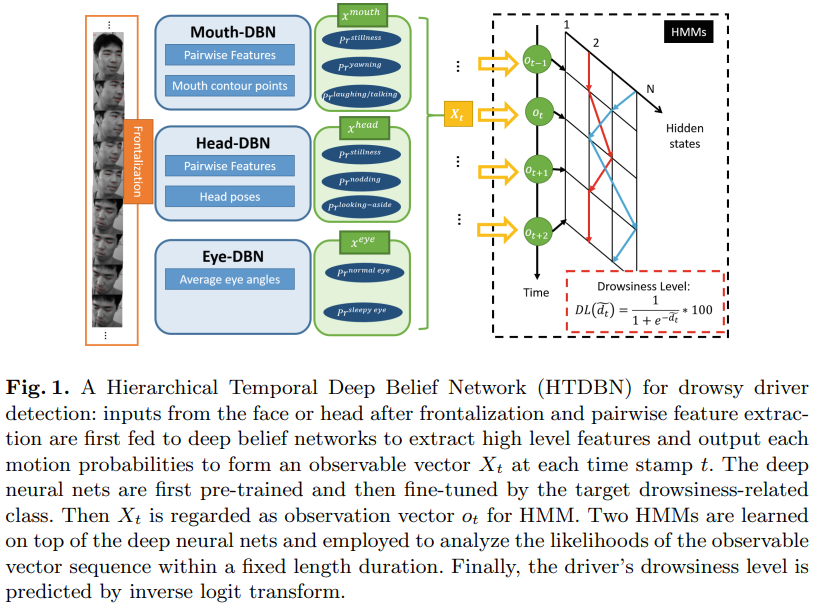 Frontalization
Mouth-DBN
Pairwise Features
Mouth contour points
Head-DBN
Pairwise Features
Head poses
Eye-DBN
Average eye angles
x^mouth
Pr^stillness
Pr^yawning
Pr^laughing/talking
x^head
Pr^stillness
Pr^nodding
Pr^looking-aside
x^eye
Pr^normal eye
Pr^sleepy eye
X_t
HMMs
1
2
N
o_{t-1}
o_t
o_{t+1}
o_{t+2}
Hidden
states
Time
Drowsiness Level:
DL(\tilde{d_t}) = \frac{1}{1 + e^{-\tilde{d_t}}} * 100
Fig. 1. A Hierarchical Temporal Deep Belief Network (HTDBN) for drowsy driver
detection: inputs from the face or head after frontalization and pairwise feature extrac-
tion are first fed to deep belief networks to extract high level features and output each
motion probabilities to form an observable vector X_t at each time stamp t. The deep
neural nets are first pre-trained and then fine-tuned by the target drowsiness-related
class. Then X_t is regarded as observation vector o_t for HMM. Two HMMs are learned
on top of the deep neural nets and employed to analyze the likelihoods of the observable
vector sequence within a fixed length duration. Finally, the driver's drowsiness level is
predicted by inverse logit transform.